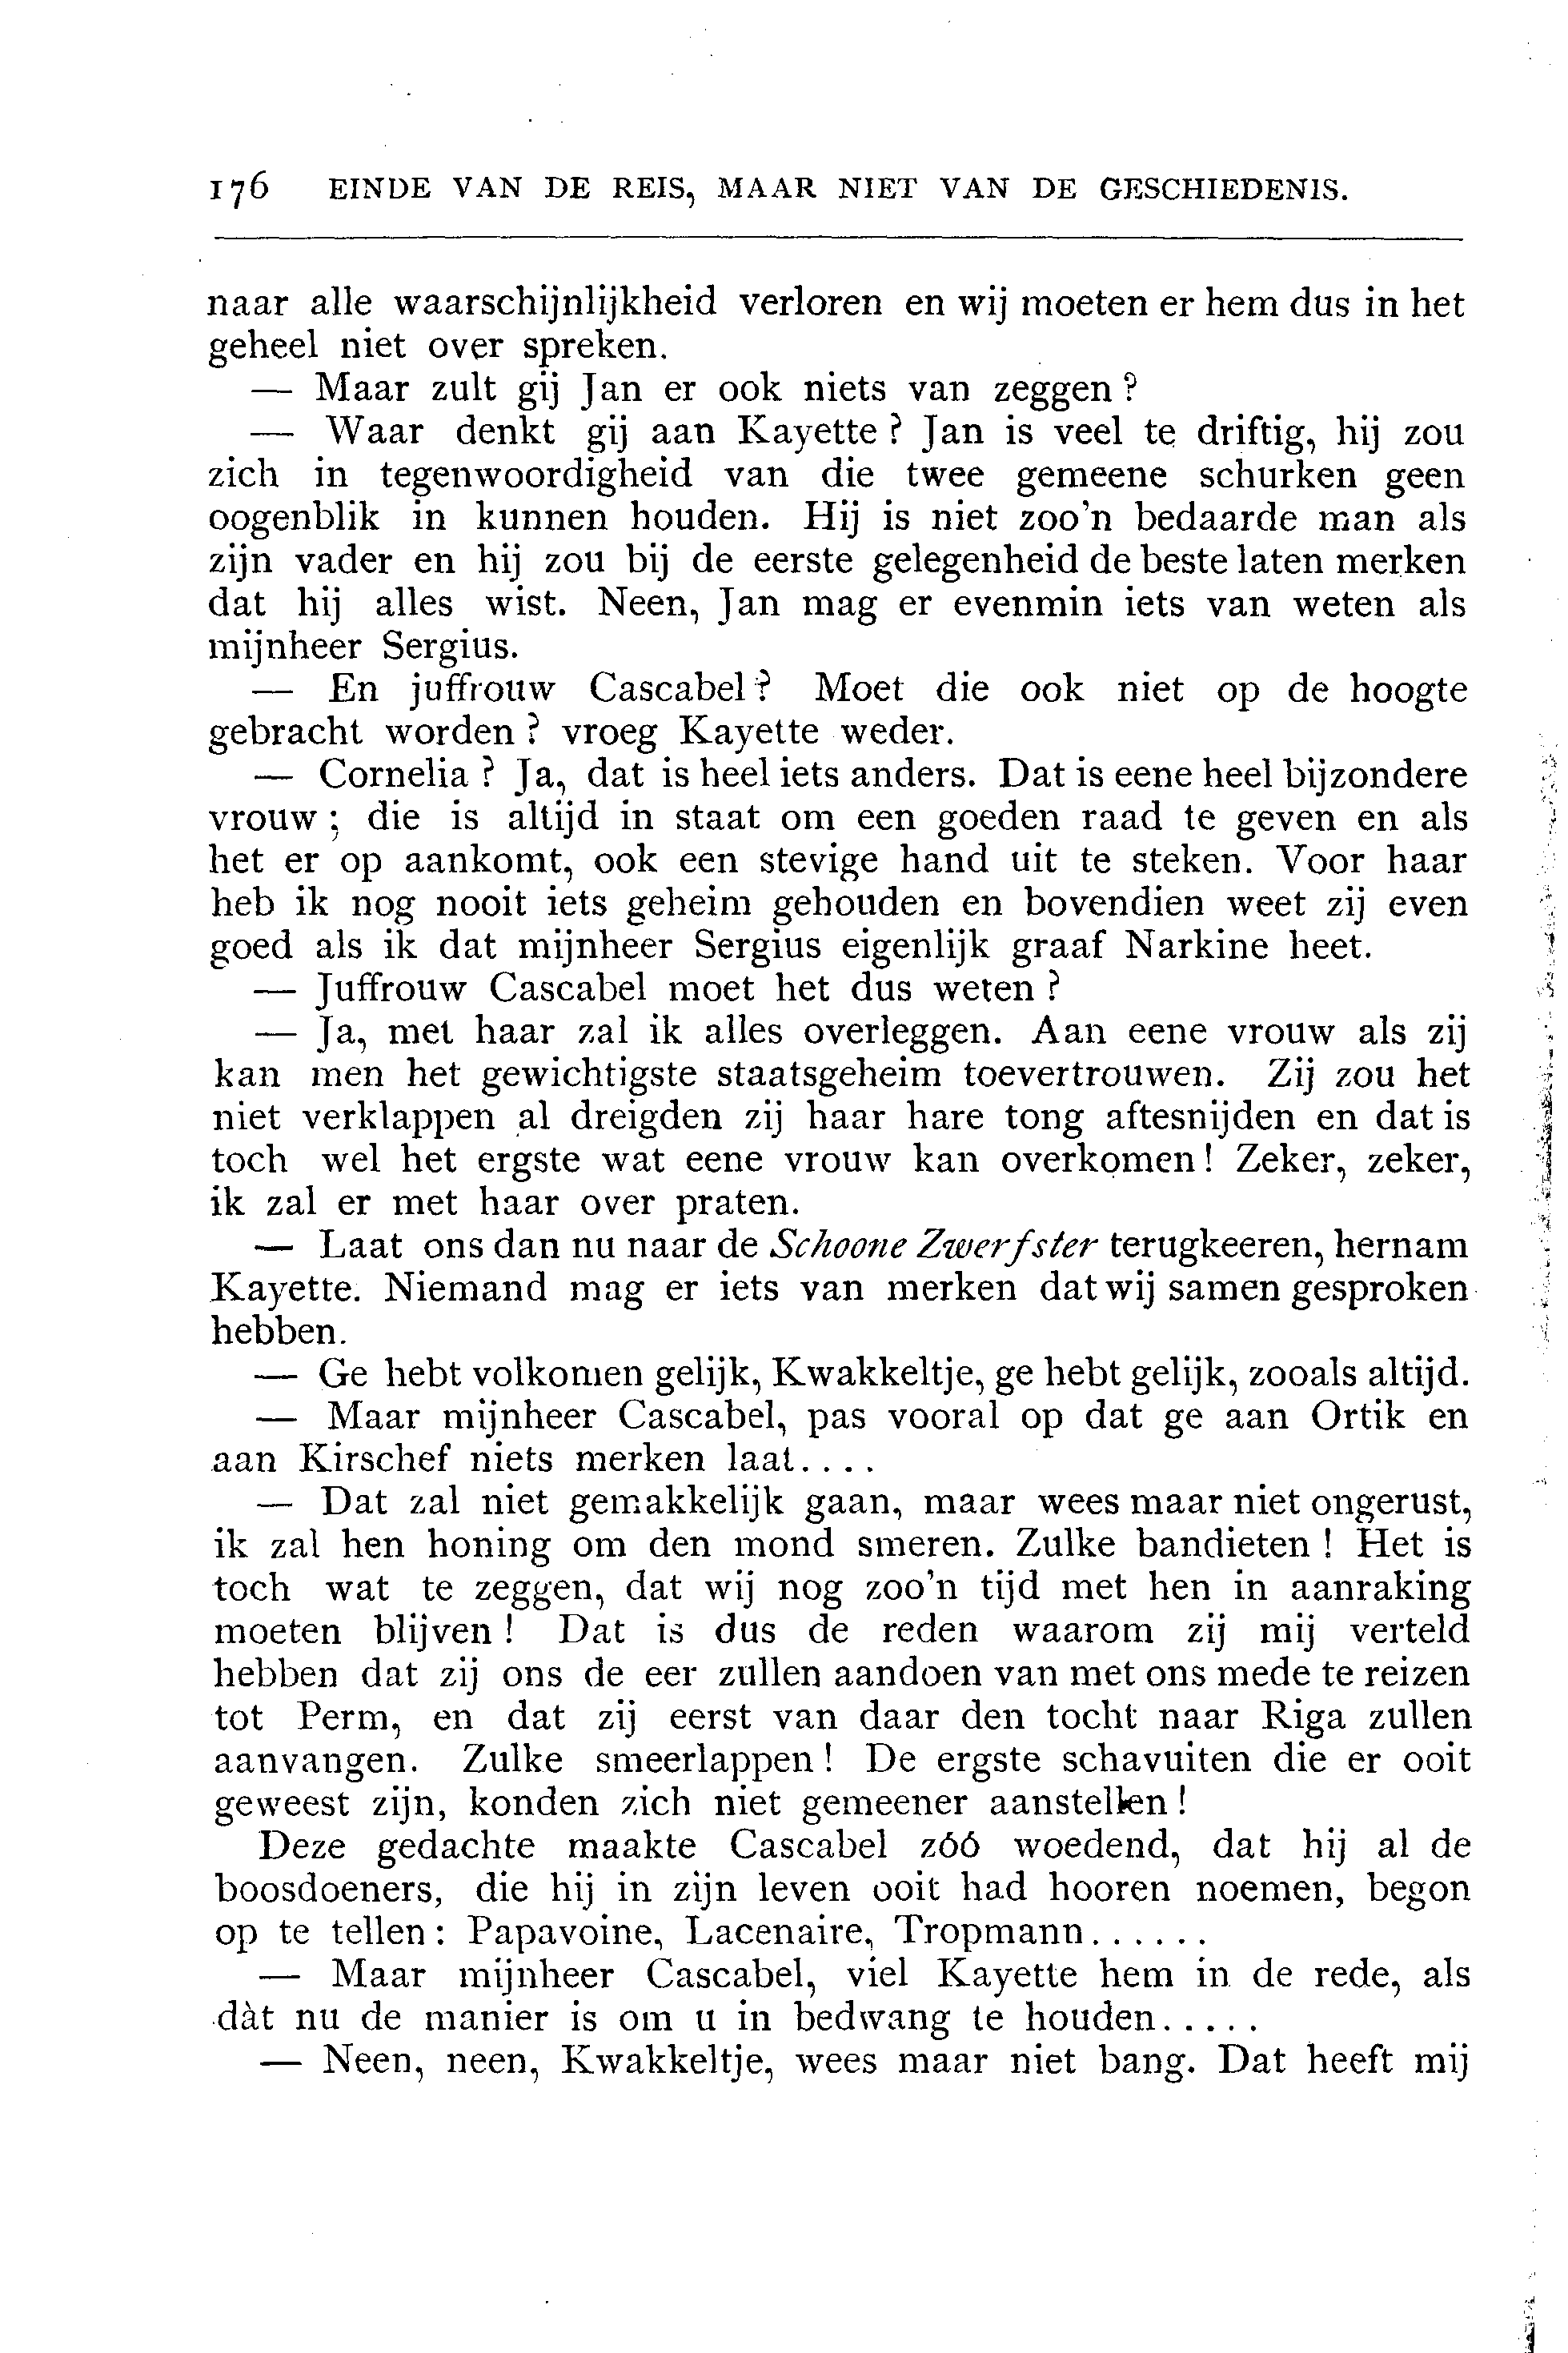 176 EINDE VAN DE REIS, MAAR NIET VAN DE GESCHIEDENIS.
naar alle waarschijnlijkheid verloren en wij moeten er hem dus in het
geheel niet over spreken.
— Maar zult gij Jan er ook niets van zeggen ?
— Waar denkt gij aan Kayette ? Jan is veel te driftig, hij zou
zich in tegenwoordigheid van die twee gemeene schurken geen
oogenblik in kunnen houden. Hij is niet zoo'n bedaarde man als
zijn vader en hij zou bij de eerste gelegenheid de beste laten merken
dat hij alles wist. Neen, Jan mag er evenmin iets van weten als
mijnheer Sergius.
— En juffrouw Cascabel ? Moet die ook niet op de hoogte
gebracht worden ? vroeg Kayette weder.
— Cornelia ? Ja, dat is heel iets anders. Dat is eene heel bijzondere
vrouw ; die is altijd in staat om een goeden raad te geven en als
het er op aankomt, ook een stevige hand uit te steken. Voor haar
heb ik nog nooit iets geheim gehouden en bovendien weet zij even
goed als ik dat mijnheer Sergius eigenlijk graaf Narkine heet.
— Juffrouw Cascabel moet het dus weten ?
— Ja, met haar zal ik alles overleggen. Aan eene vrouw als zij
kan men het gewichtigste staatsgeheim toevertrouwen. Zij zou het
niet verklappen al dreigden zij haar hare tong aftesnijden en dat is
toch wel het ergste wat eene vrouw kan overkomen ! Zeker, zeker,
ik zal er met haar over praten.
— Laat ons dan nu naar de Schoone Zwerfster terugkeeren, hernam
Kayette. Niemand mag er iets van merken dat wij samen gesproken
hebben.
— Ge hebt volkomen gelijk, Kwakkeltje, ge hebt gelijk, zooals altijd.
— Maar mijnheer Cascabel, pas vooral op dat ge aan Ortik en
aan Kirschef niets merken laat....
— Dat zal niet gemakkelijk gaan, maar wees maar niet ongerust,
ik zal hen honing om den mond smeren. Zulke bandieten ! Het is
toch wat te zeggen, dat wij nog zoo'n tijd met hen in aanraking
moeten blijven ! Dat is dus de reden waarom zij mij verteld
hebben dat zij ons de eer zullen aandoen van met ons mede te reizen
tot Perm, en dat zij eerst van daar den tocht naar Riga zullen
aanvangen. Zulke smeerlappen ! De ergste schavuiten die er ooit
geweest zijn, konden zich niet gemeener aanstellen !
Deze gedachte maakte Cascabel zóó woedend, dat hij al de
boosdoeners, die hij in zijn leven ooit had hooren noemen, begon
op te tellen : Papavoine, Lacenaire, Tropmann......
— Maar mijnheer Cascabel, viel Kayette hem in de rede, als
dàt nu de manier is om u in bedwang te houden.....
— Neen, neen, Kwakkeltje, wees maar niet bang. Dat heeft mij